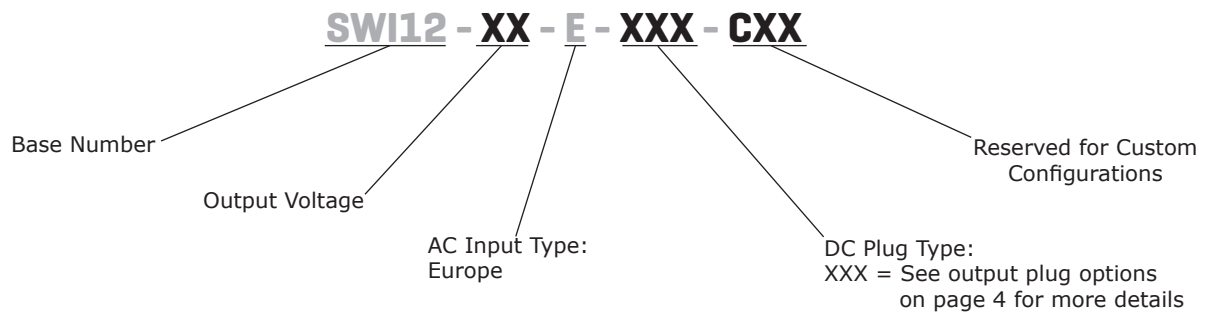 SWI12 - XX - E - XXX - CXX
Base Number
Output Voltage
AC Input Type:
Europe
DC Plug Type:
XXX = See output plug options
on page 4 for more details
Reserved for Custom
Configurations